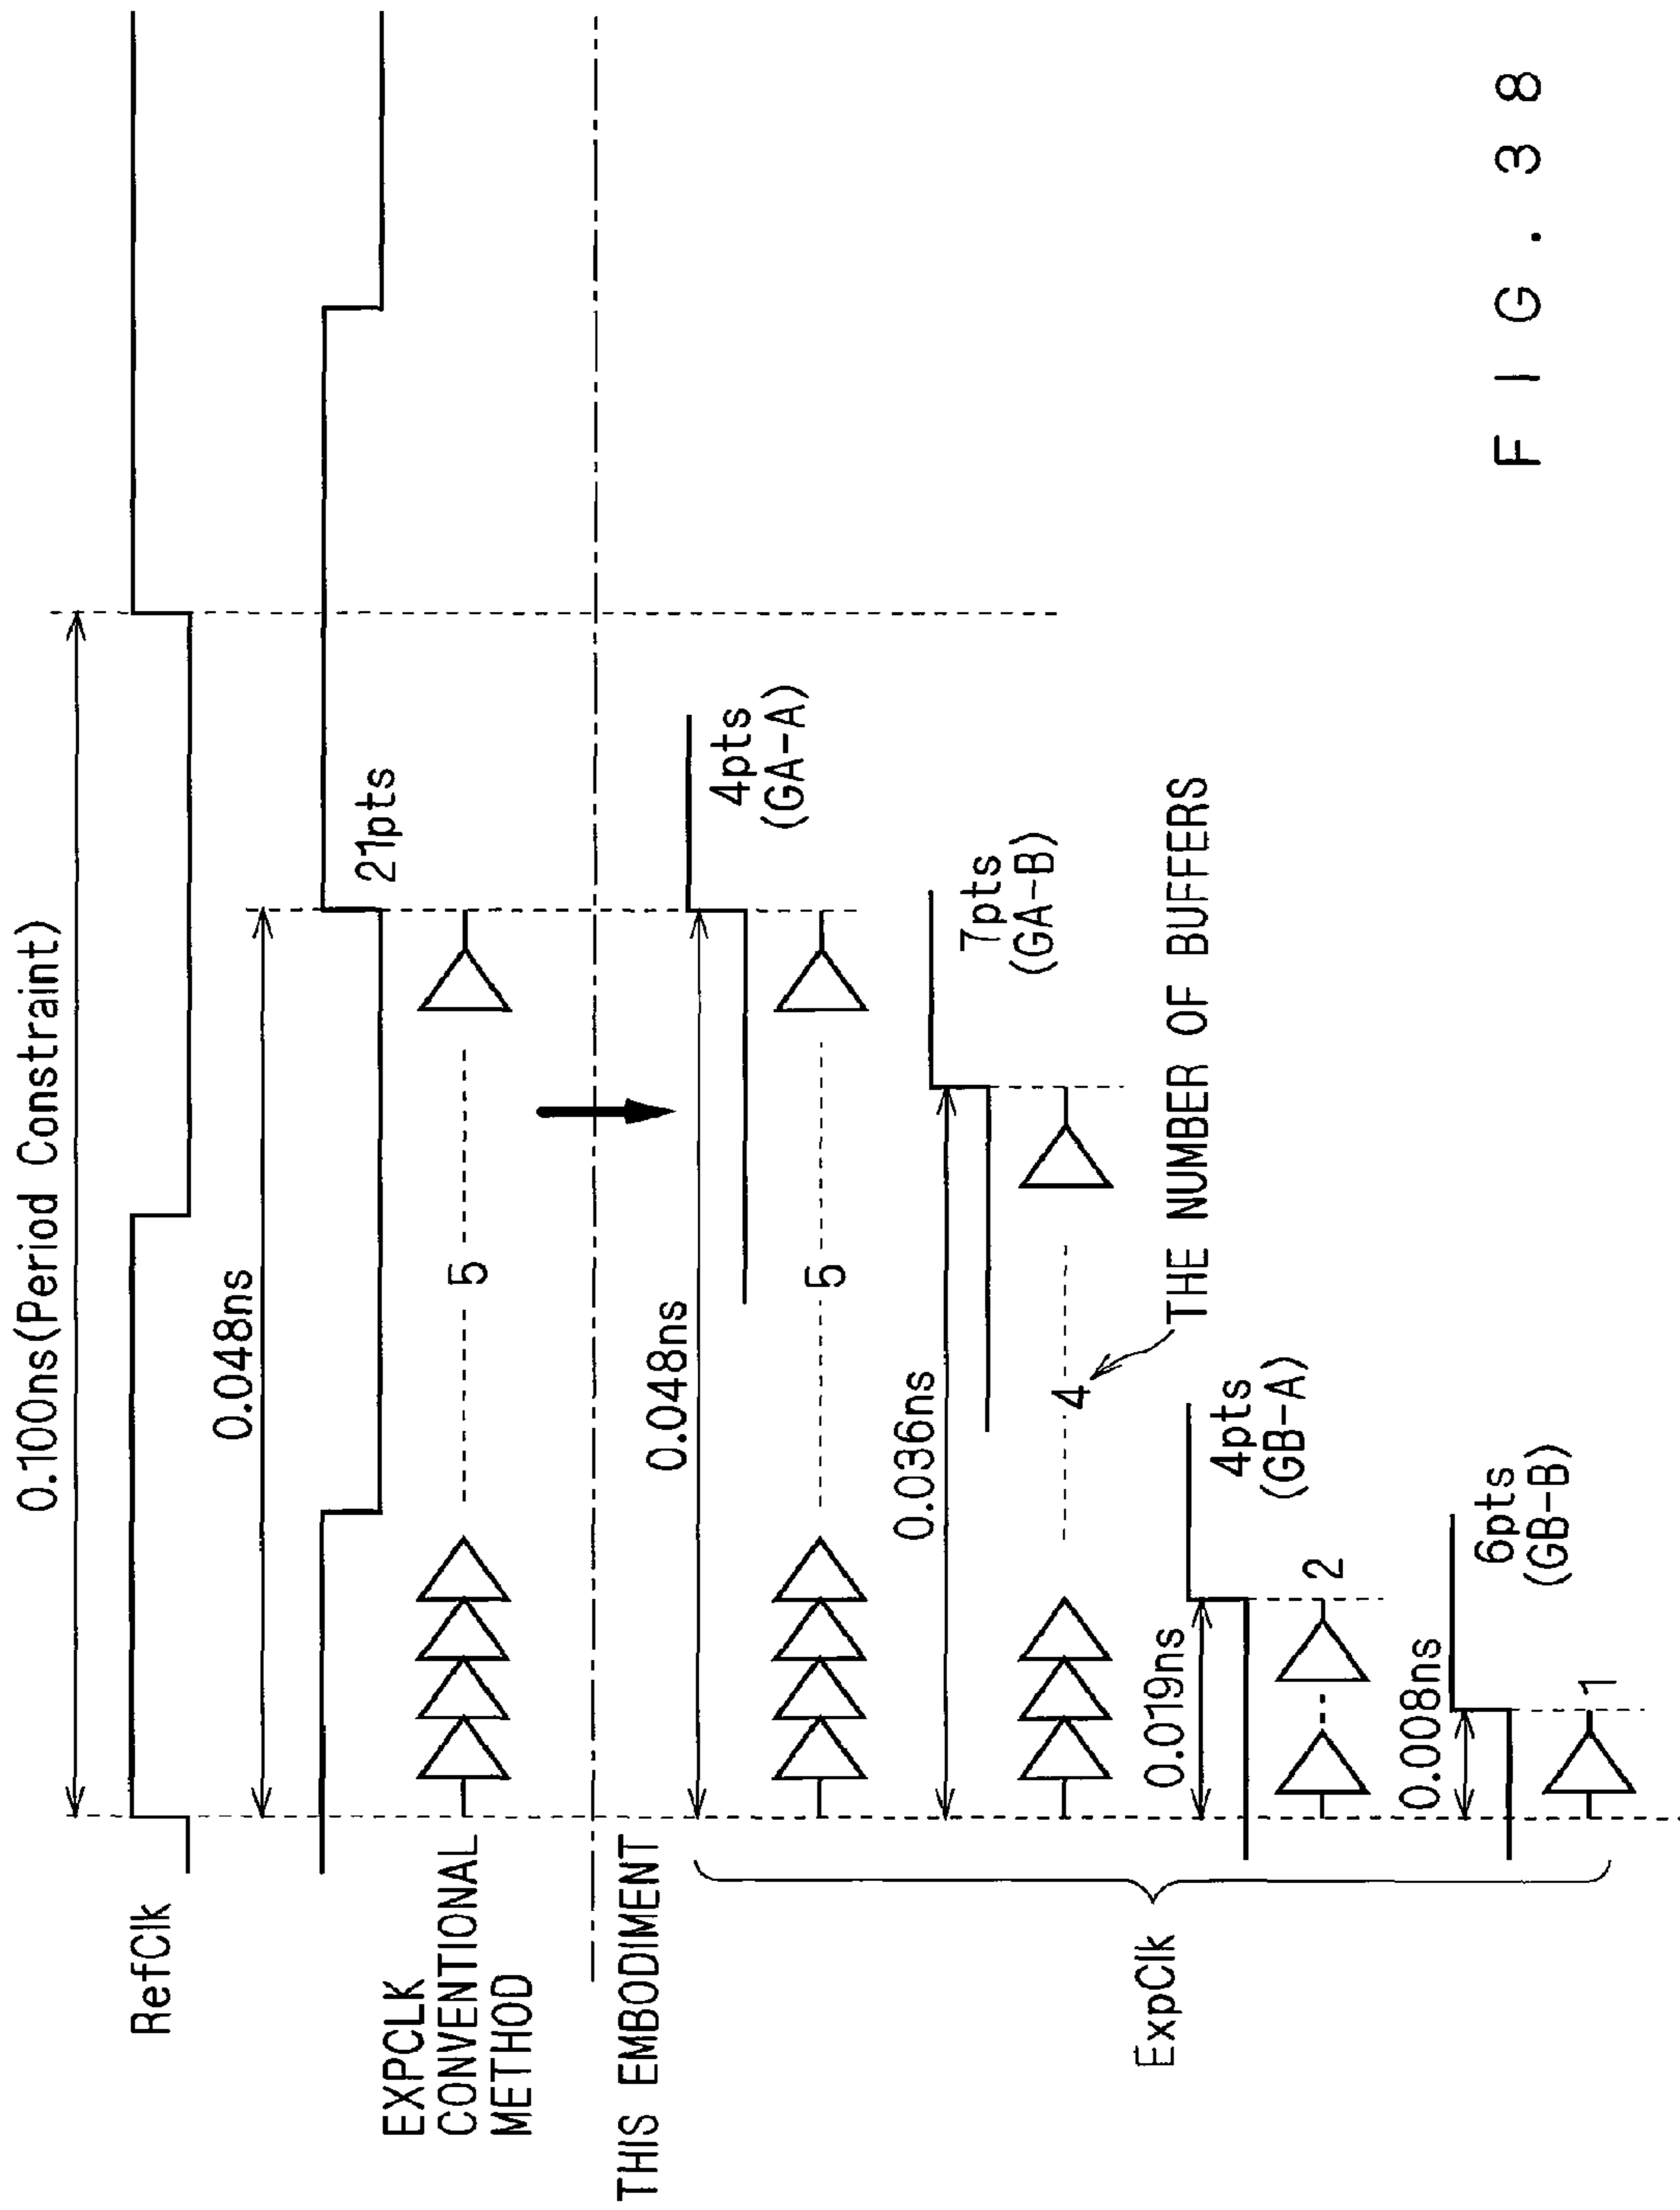 0.100ns(Period Constraint)
RefClk
0.048ns
21pts
EXPCLK
CONVENTIONAL
METHOD
5
THIS EMBODIMENT
0.048ns
4pts
(GA-A)
5
0.036ns
7pts
(GA-B)
4
THE NUMBER OF BUFFERS
ExpClk
0.019ns
4pts
(GB-A)
2
0.008ns
6pts
(GB-B)
1
FIG.38